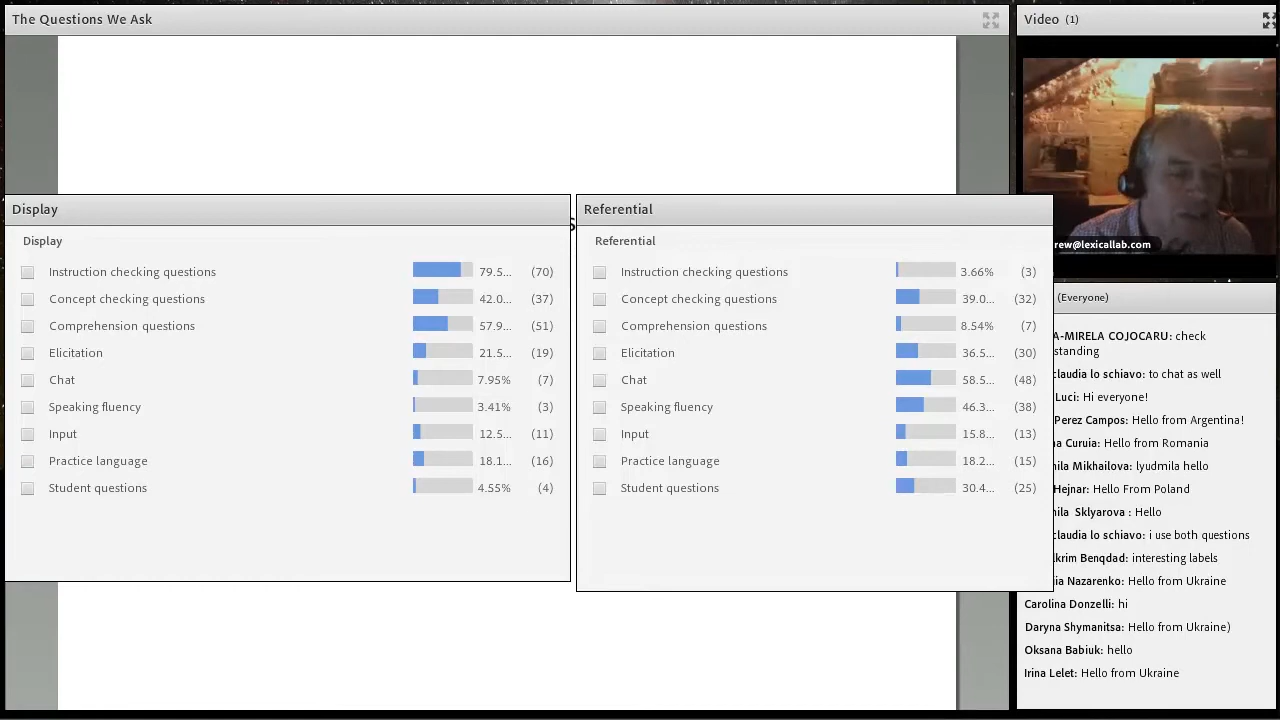 The Questions We Ask
Video (1)
Display
Display
Instruction checking questions 79.5... (70)
Concept checking questions 42.0... (37)
Comprehension questions 57.9... (51)
Elicitation 21.5... (19)
Chat 7.95% (7)
Speaking fluency 3.41% (3)
Input 12.5... (11)
Practice language 18.1... (16)
Student questions 4.55% (4)
s
Referential
Referential
Instruction checking questions 3.66% (3)
Concept checking questions 39.0... (32)
Comprehension questions 8.54% (7)
Elicitation 36.5... (30)
Chat 58.5... (48)
Speaking fluency 46.3... (38)
Input 15.8... (13)
Practice language 18.2... (15)
Student questions 30.4... (25)
rew@lexicallab.com
(Everyone)
A-MIRELA COJOCARU: check
standing
claudia lo schiavo: to chat as well
Luci: Hi everyone!
Perez Campos: Hello from Argentina!
a Curuia: Hello from Romania
mila Mikhailova: lyudmila hello
Hejnar: Hello From Poland
mila Sklyarova : Hello
claudia lo schiavo: i use both questions
lkrim Benqdad: interesting labels
ia Nazarenko: Hello from Ukraine
Carolina Donzelli: hi
Daryna Shymanitsa: Hello from Ukraine)
Oksana Babiuk: hello
Irina Lelet: Hello from Ukraine